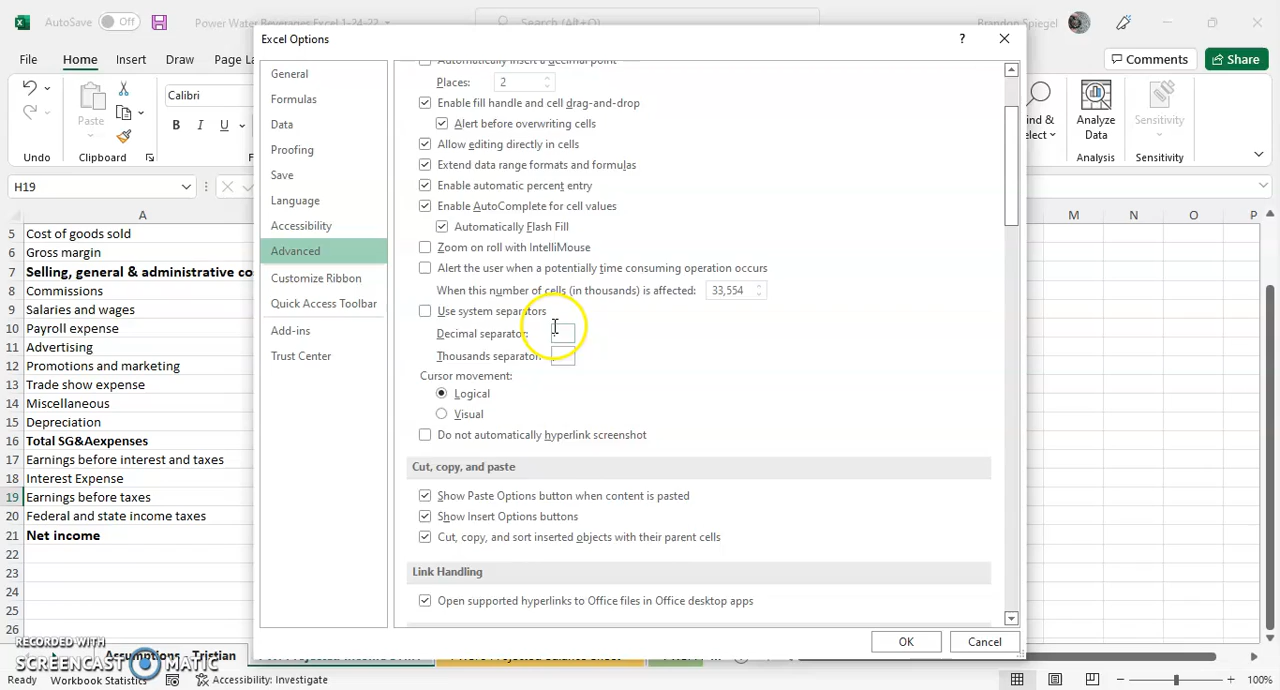 AutoSave Off Power Water Beverages Excel 1-24-22 Search (Alt+Q) Brandon Spiegel
Excel Options ?
File Home Insert Draw Page La Comments Share
Undo Paste Clipboard Calibri B I U
Analyze Data Analysis
Sensitivity Sensitivity
H19
General
Formulas
Data
Proofing
Save
Language
Accessibility
Advanced
Customize Ribbon
Quick Access Toolbar
Add-ins
Trust Center
Automatically insert a decimal point
Places: 2
Enable fill handle and cell drag-and-drop
Alert before overwriting cells
Allow editing directly in cells
Extend data range formats and formulas
Enable automatic percent entry
Enable AutoComplete for cell values
Automatically Flash Fill
Zoom on roll with IntelliMouse
Alert the user when a potentially time consuming operation occurs
When this number of cells (in thousands) is affected: 33,554
Use system separators
Decimal separator:
Thousands separator:
Cursor movement:
Logical
Visual
Do not automatically hyperlink screenshot
Cut, copy, and paste
Show Paste Options button when content is pasted
Show Insert Options buttons
Cut, copy, and sort inserted objects with their parent cells
Link Handling
Open supported hyperlinks to Office files in Office desktop apps
OK Cancel
A M N O P
5 Cost of goods sold
6 Gross margin
7 Selling, general & administrative co
8 Commissions
9 Salaries and wages
10 Payroll expense
11 Advertising
12 Promotions and marketing
13 Trade show expense
14 Miscellaneous
15 Depreciation
16 Total SG&Aexpenses
17 Earnings before interest and taxes
18 Interest Expense
19 Earnings before taxes
20 Federal and state income taxes
21 Net income
22
23
24
25
26
RECORDED WITH
SCREENCAST MATIC
Assumptions Tristian
Ready Workbook Statistics Accessibility: Investigate 100%